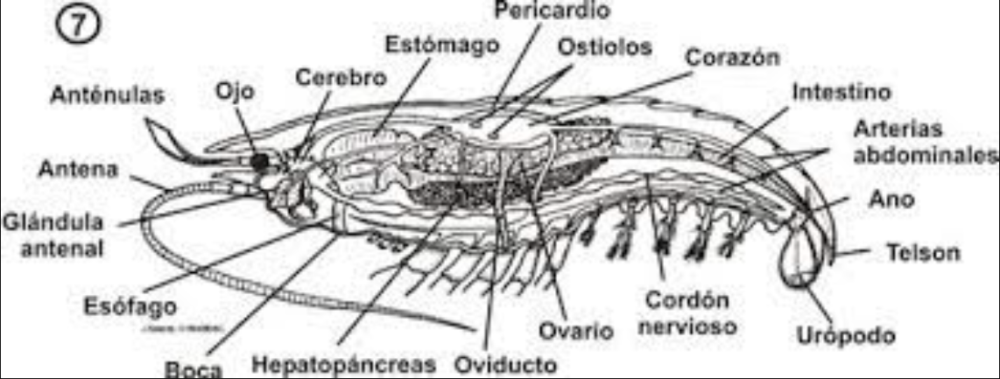 7
Pericardio
Estómago
Ostiolos
Corazón
Cerebro
Ojo
Anténulas
Intestino
Arterias
abdominales
Antena
Ano
Glándula
antenal
Telson
Esófago
Cordón
nervioso
Ovario
Urópodo
Boca
Hepatopáncreas
Oviducto